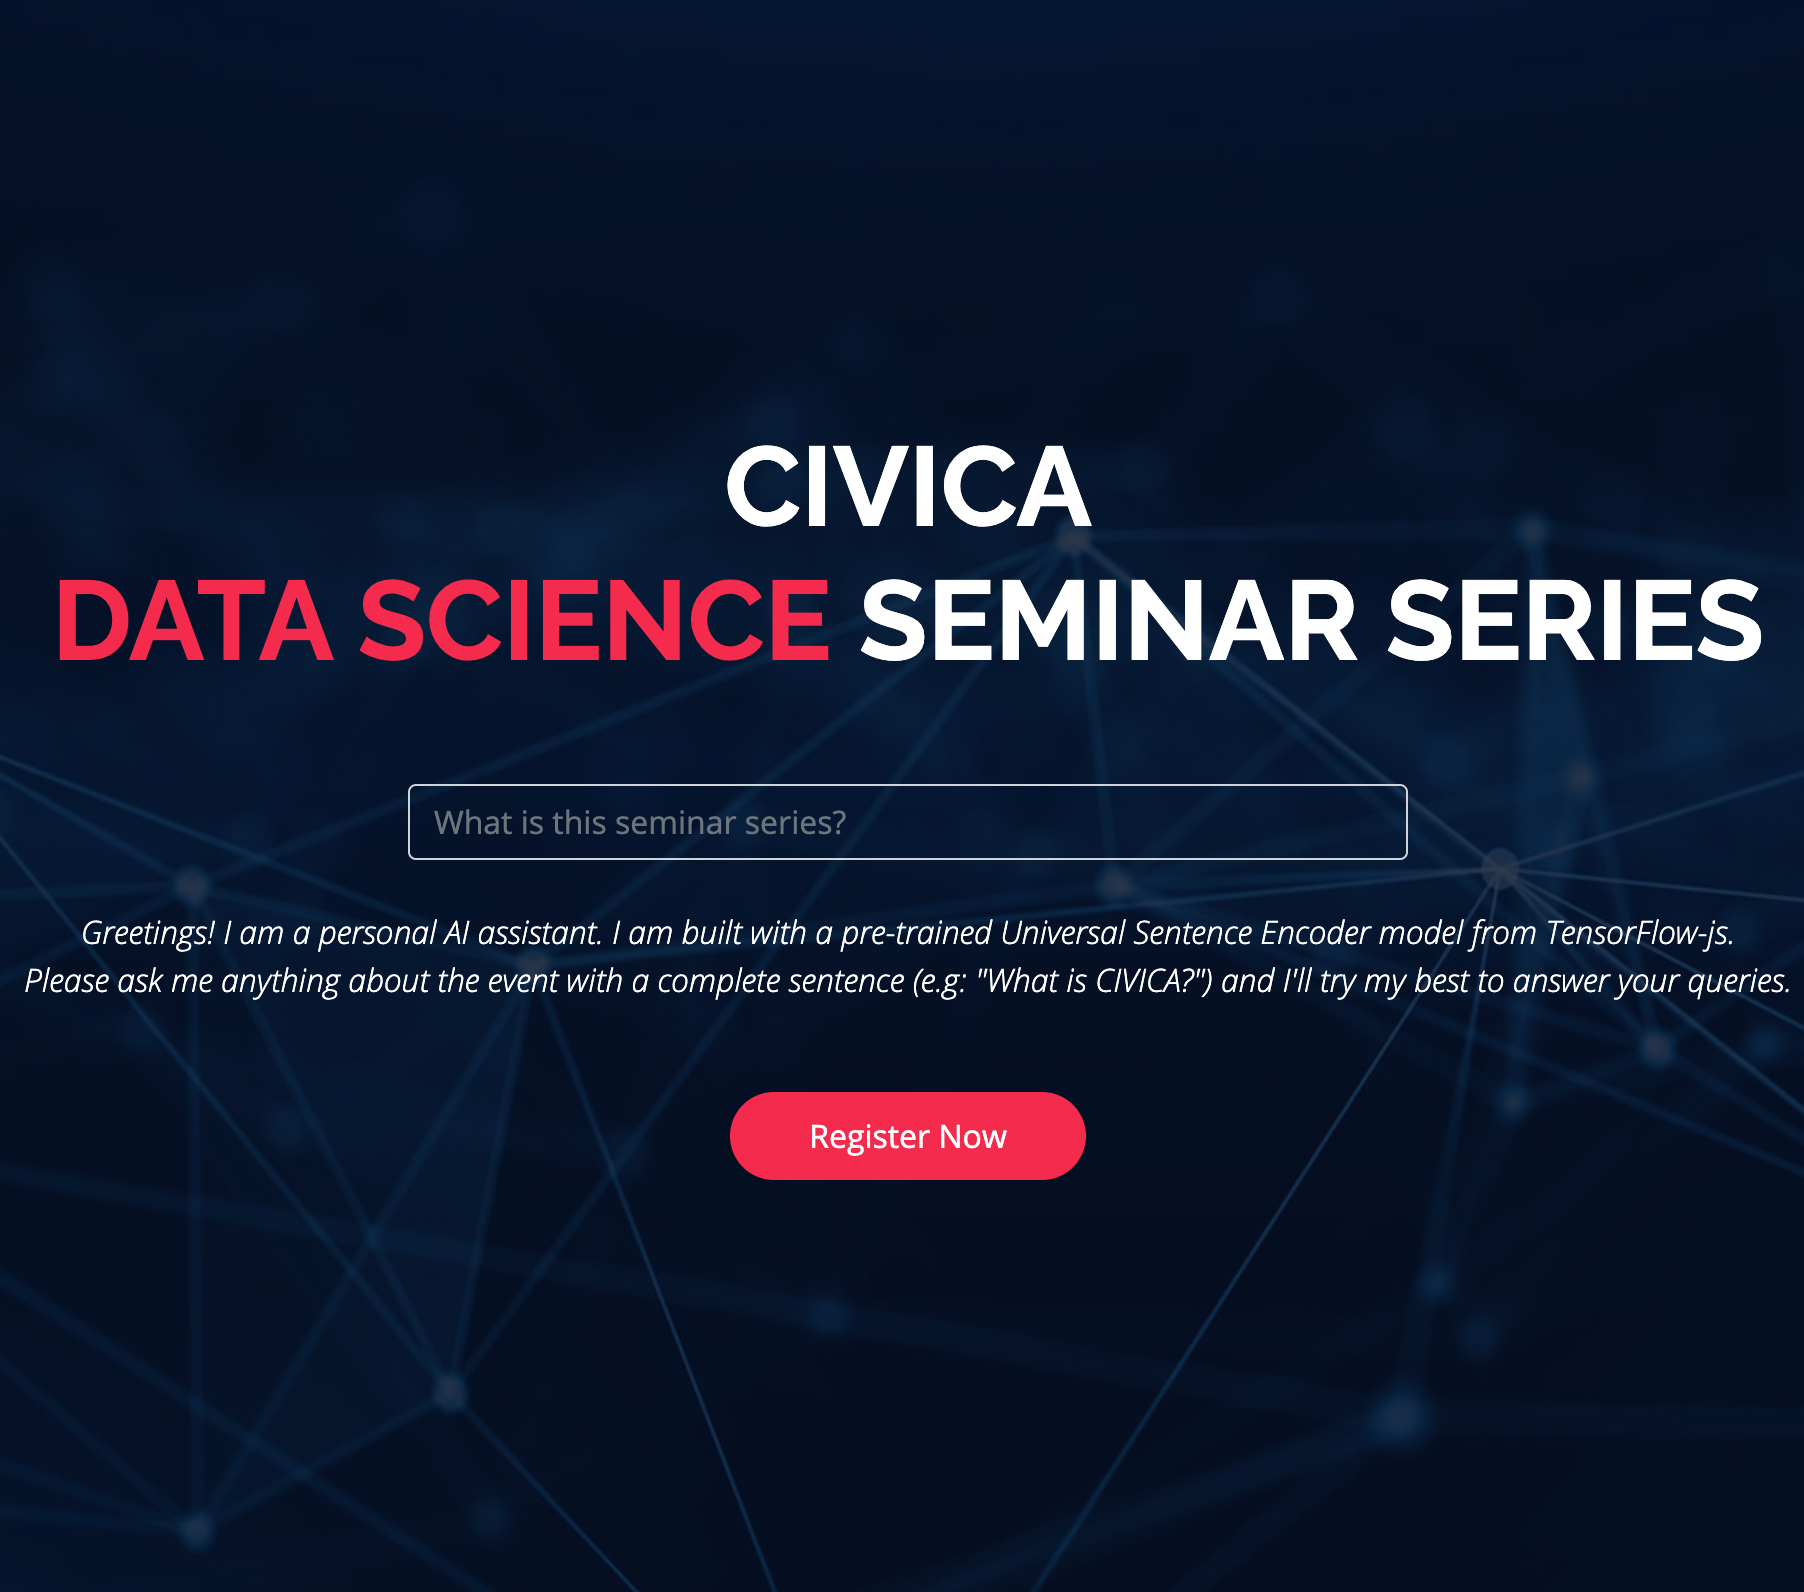 CIVICA
DATA SCIENCE SEMINAR SERIES
What is this seminar series?
Greetings! I am a personal AI assistant. I am built with a pre-trained Universal Sentence Encoder model from TensorFlow-js.
Please ask me anything about the event with a complete sentence (e.g: "What is CIVICA?") and I'll try my best to answer your queries.
Register Now